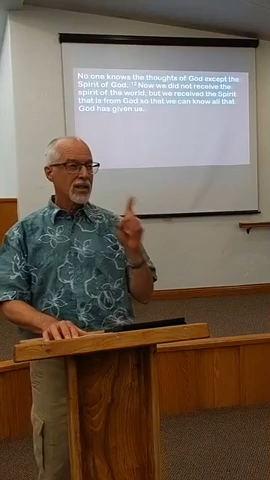 No one knows the thoughts of God except the
Spirit of God. 12 Now we did not receive the
spirit of the world, but we received the Spirit
that is from God so that we can know all that
God has given us.